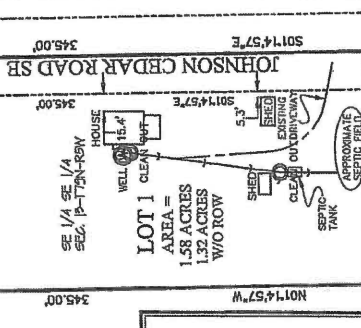 345.00'
S01°14'57"E
JOHNSON CEDAR ROAD SE
345.00'
S01°14'57"E
SE 1/4 SE 1/4
SEC. 13-T79N-R5W
HOUSE
15.4'
WELL
CLEAN OUT
LOT 1
AREA =
1.58 ACRES
1.32 ACRES
W/O ROW
5.3'
SHED
EXISTING
DRIVEWAY
SHED
CLEAN OUT
SEPTIC
TANK
APPROXIMATE
SEPTIC FIELD
345.00'
N01°14'57"W